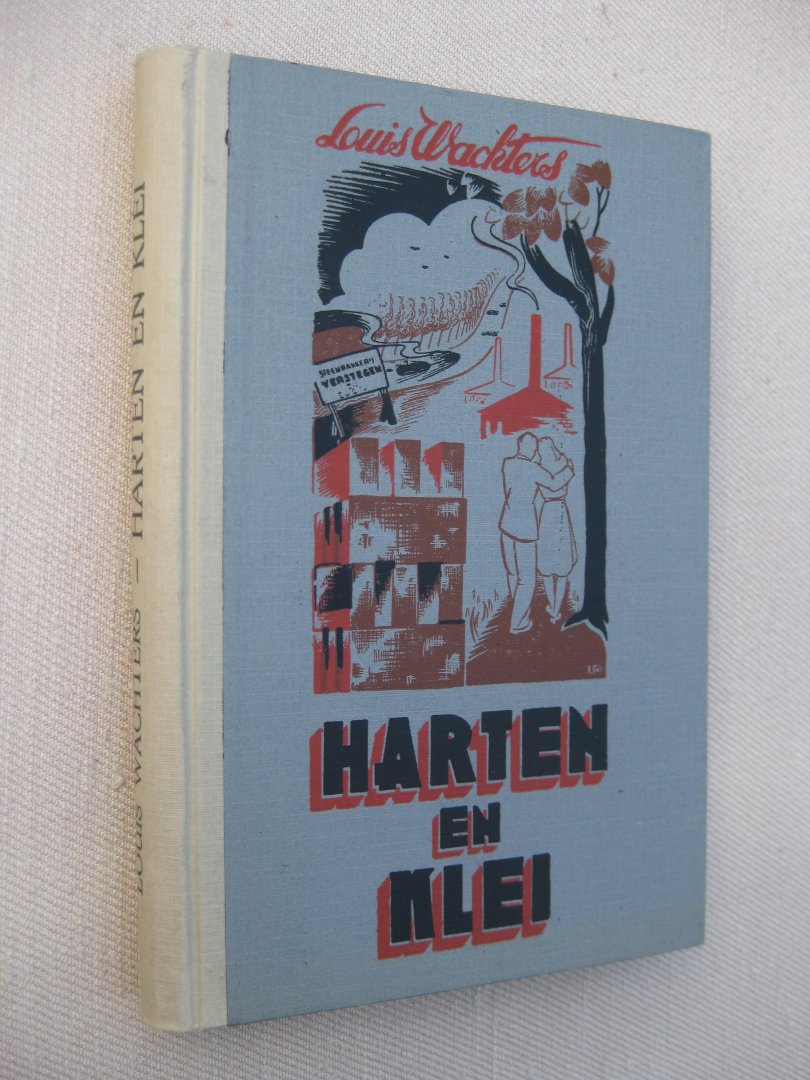 LOUIS WACHTERS – HARTEN EN KLEI
Louis Wachters
STEENBAKKERIJ
VERSTEGEN
HARTEN
EN
KLEI